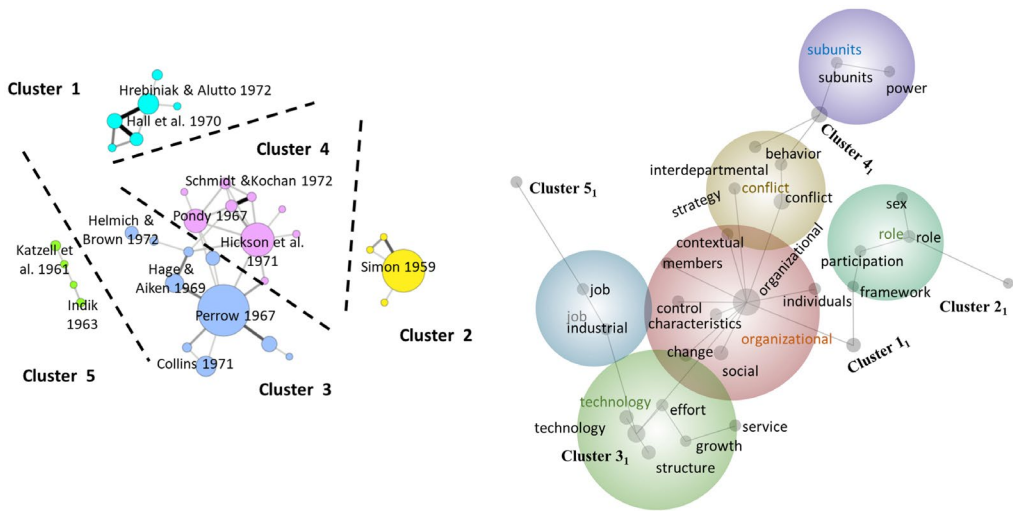 Cluster 1
Hrebiniak & Alutto 1972
Hall et al. 1970
Cluster 4
Schmidt &Kochan 1972
Pondy 1967
Helmich &
Brown 1972
Hickson et al.
1971
Katzell et
al. 1961
Hage &
Aiken 1969
Simon 1959
Indik
1963
Perrow 1967
Cluster 2
Collins 1971
Cluster 5
Cluster 3
subunits
subunits
power
Cluster 4₁
behavior
interdepartmental
conflict
strategy
conflict
Cluster 5₁
sex
role
role
contextual
organizational
participation
members
framework
Cluster 2₁
job
individuals
control
job
industrial
characteristics
organizational
Cluster 1₁
change
social
technology
effort
technology
service
growth
Cluster 3₁
structure